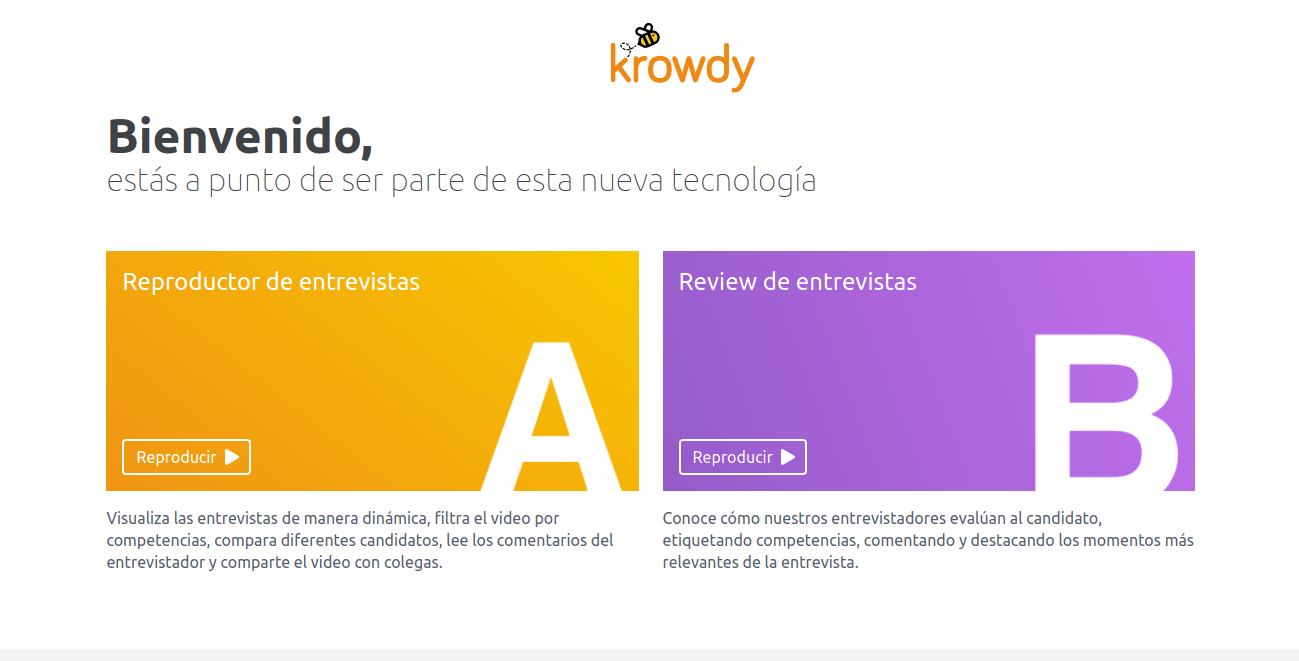 krowdy
Bienvenido,
estás a punto de ser parte de esta nueva tecnología
Reproductor de entrevistas
A
Reproducir
Visualiza las entrevistas de manera dinámica, filtra el video por
competencias, compara diferentes candidatos, lee los comentarios del
entrevistador y comparte el video con colegas.
Review de entrevistas
B
Reproducir
Conoce cómo nuestros entrevistadores evalúan al candidato,
etiquetando competencias, comentando y destacando los momentos más
relevantes de la entrevista.